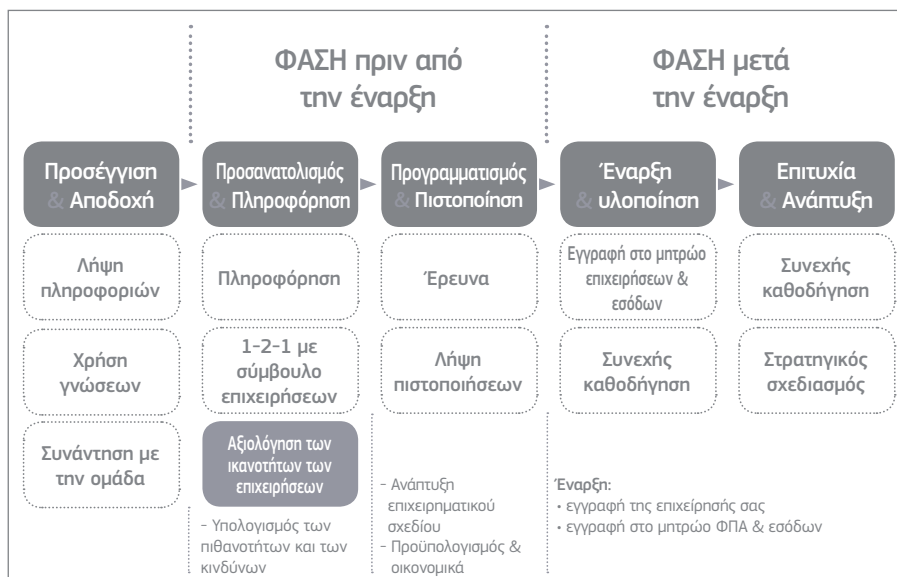 ΦΑΣΗ πριν από
την έναρξη
ΦΑΣΗ μετά
την έναρξη
Προσέγγιση
& Αποδοχή
Προσανατολισμός
& Πληροφόρηση
Προγραμματισμός
& Πιστοποίηση
Έναρξη
& υλοποίηση
Επιτυχία
& Ανάπτυξη
Λήψη
πληροφοριών
Πληροφόρηση
Έρευνα
Εγγραφή στο μητρώο
επιχειρήσεων &
εσόδων
Συνεχής
καθοδήγηση
Χρήση
γνώσεων
1-2-1 με
σύμβουλο
επιχειρήσεων
Λήψη
πιστοποιήσεων
Συνεχής
καθοδήγηση
Στρατηγικός
σχεδιασμός
Συνάντηση με
την ομάδα
Αξιολόγηση των
ικανοτήτων των
επιχειρήσεων
- Υπολογισμός των
πιθανοτήτων και των
κινδύνων
- Ανάπτυξη
επιχειρηματικού
σχεδίου
- Προϋπολογισμός &
οικονομικά
Έναρξη:
• εγγραφή της επιχείρησής σας
• εγγραφή στο μητρώο ΦΠΑ & εσόδων